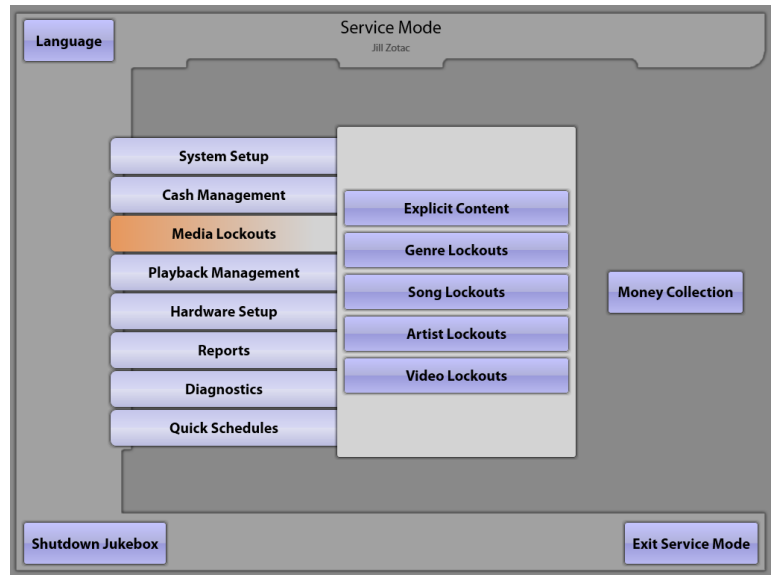 Language
Service Mode
Jill Zotac
System Setup
Cash Management
Media Lockouts
Playback Management
Hardware Setup
Reports
Diagnostics
Quick Schedules
Explicit Content
Genre Lockouts
Song Lockouts
Artist Lockouts
Video Lockouts
Money Collection
Shutdown Jukebox
Exit Service Mode